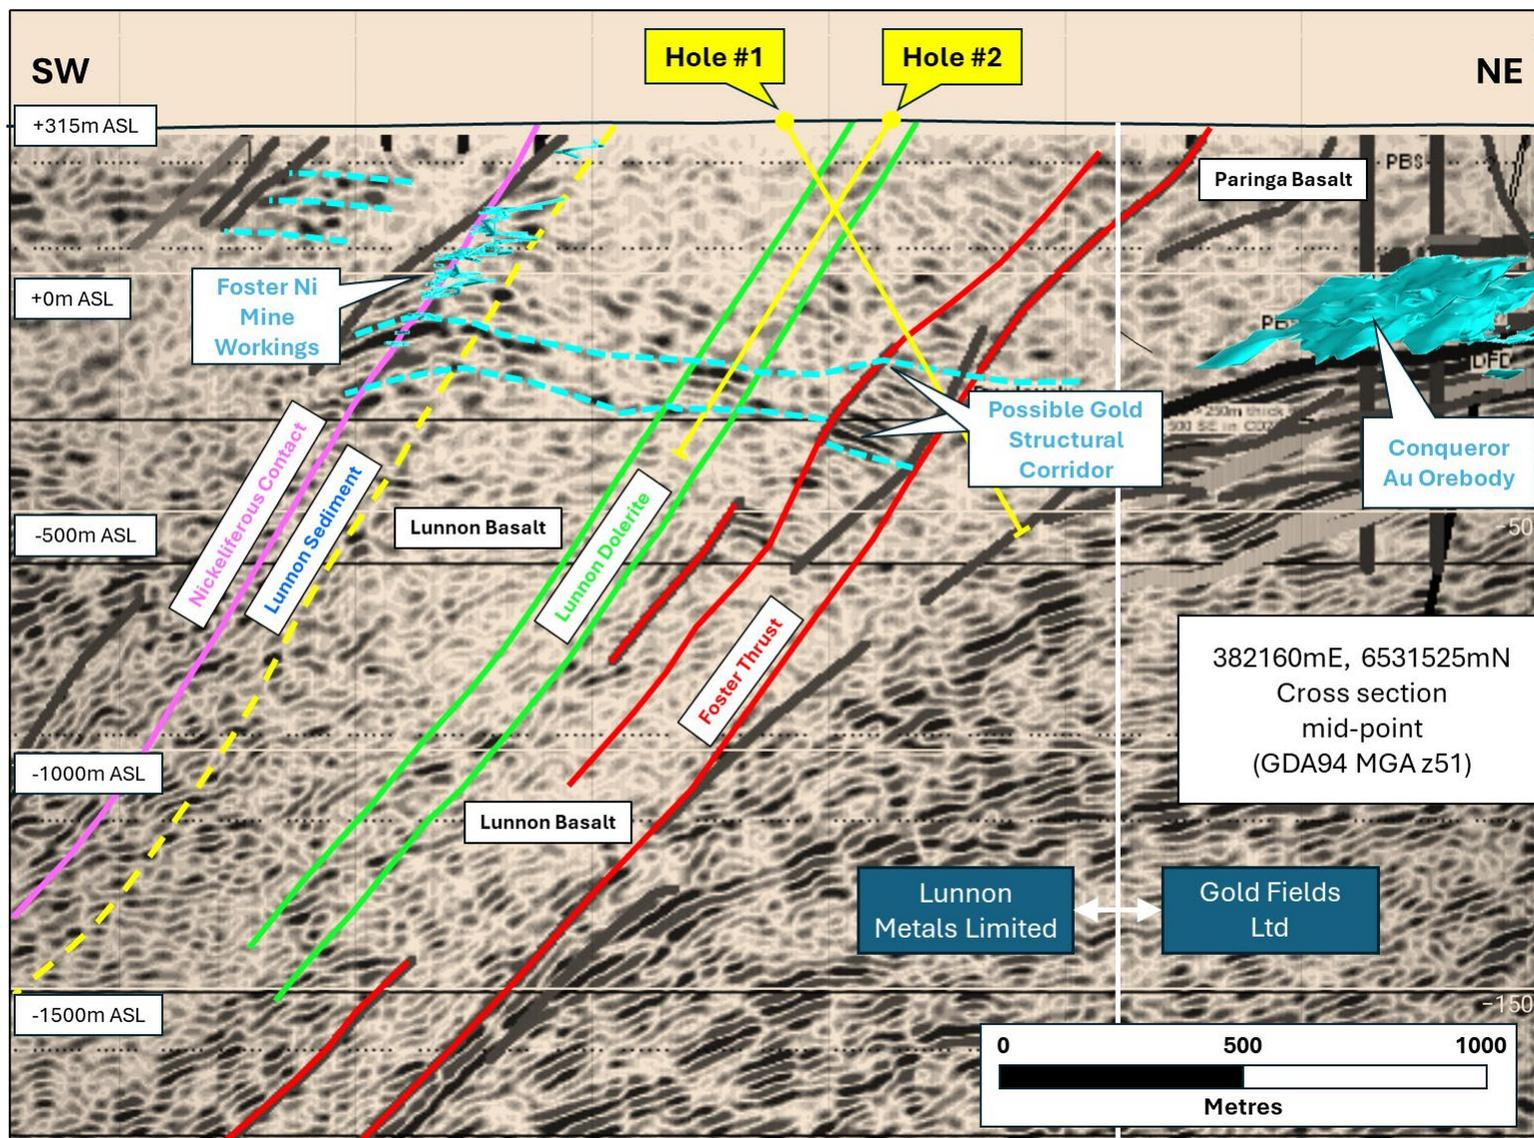 SW
Hole #1
Hole #2
NE
+315m ASL
Paringa Basalt
PBS
Foster Ni
Mine
Workings
+0m ASL
Possible Gold
Structural
Corridor
DFD
Conqueror
Au Orebody
Nickeliferous Contact
Lunnon Sediment
Lunnon Basalt
Lunnon Dolerite
-500m ASL
-50
Foster Thrust
382160mE, 6531525mN
Cross section
mid-point
(GDA94 MGA z51)
-1000m ASL
Lunnon Basalt
Lunnon
Metals Limited
Gold Fields
Ltd
-1500m ASL
-150
0 500 1000
Metres